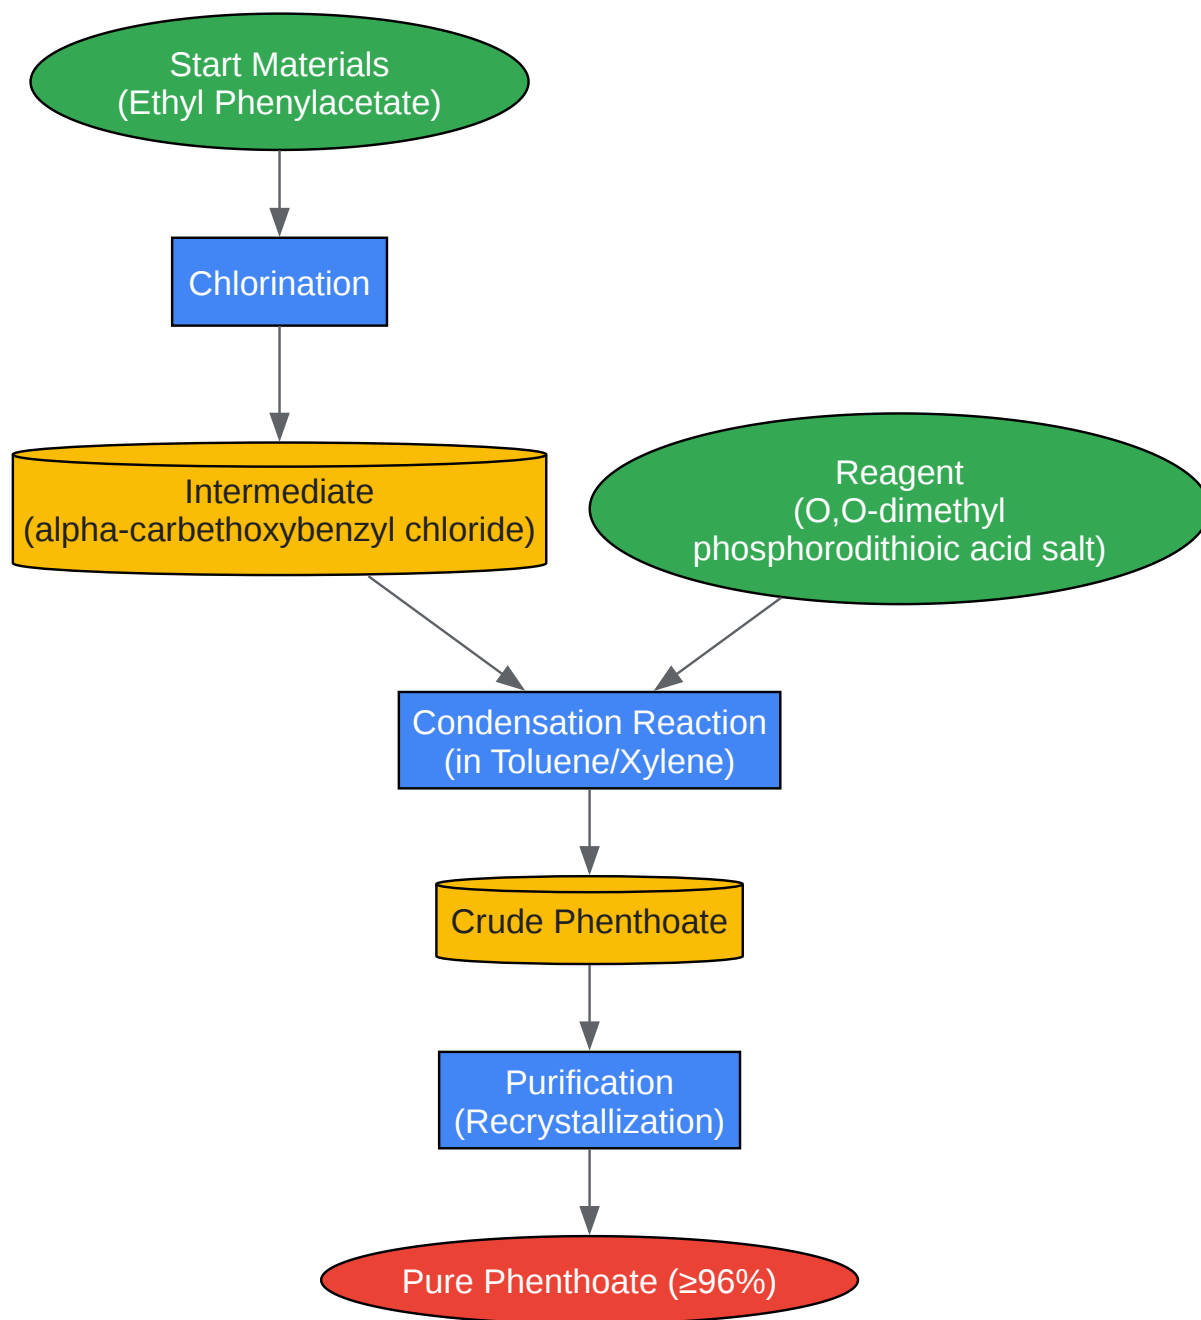 Start Materials
(Ethyl Phenylacetate)
Chlorination
Intermediate
(alpha-carbethoxybenzyl chloride)
Reagent
(O,O-dimethyl
phosphorodithioic acid salt)
Condensation Reaction
(in Toluene/Xylene)
Crude Phenthoate
Purification
(Recrystallization)
Pure Phenthoate (≥96%)